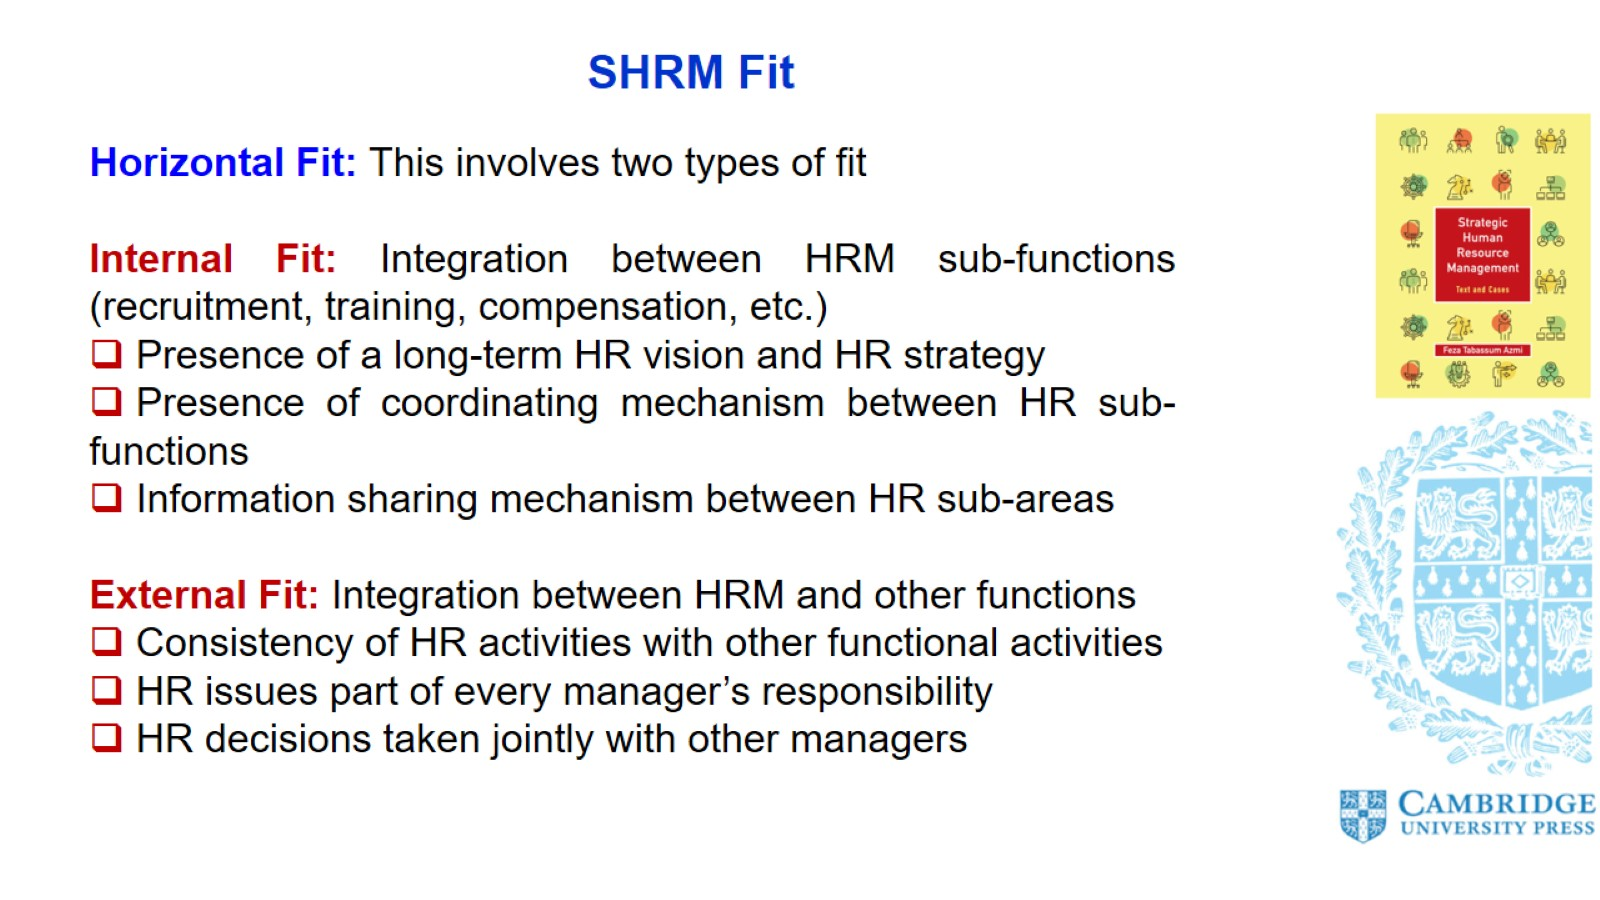 SHRM Fit
Horizontal Fit: This involves two types of fit
Internal Fit: Integration between HRM sub-functions
(recruitment, training, compensation, etc.)
❑ Presence of a long-term HR vision and HR strategy
❑ Presence of coordinating mechanism between HR sub-
functions
❑ Information sharing mechanism between HR sub-areas
External Fit: Integration between HRM and other functions
❑ Consistency of HR activities with other functional activities
❑ HR issues part of every manager’s responsibility
❑ HR decisions taken jointly with other managers
Strategic
Human
Resource
Management
Text and Cases
Feza Tabassum Azmi
CAMBRIDGE
UNIVERSITY PRESS